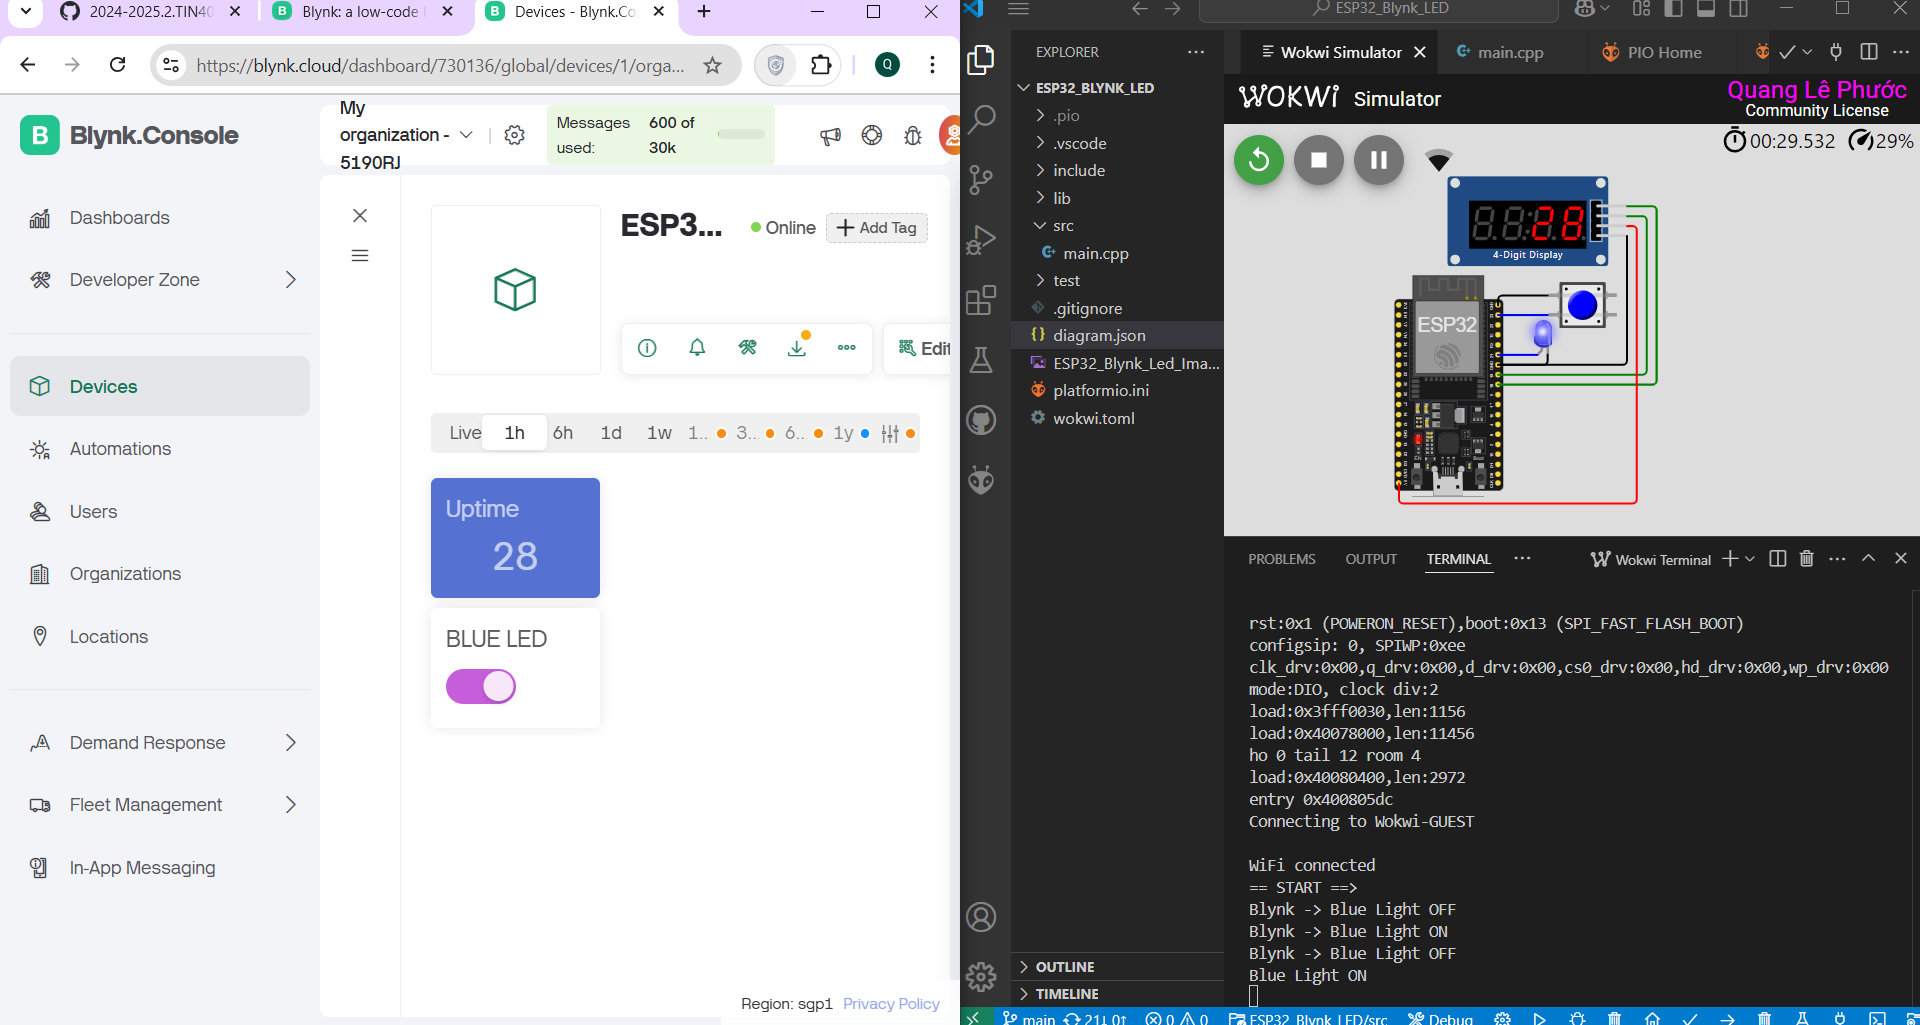 2024-2025.2.TIN40
Blynk: a low-code
Devices - Blynk.Co
https://blynk.cloud/dashboard/730136/global/devices/1/orga...
Q
B Blynk.Console
Dashboards
Developer Zone
Devices
Automations
Users
Organizations
Locations
Demand Response
Fleet Management
In-App Messaging
My
organization -
5190RJ
Messages used: 600 of 30k
ESP3...
Online
Add Tag
Edit
Live 1h 6h 1d 1w 1.. 3... 6... 1y
Uptime
28
BLUE LED
Region: sgp1 Privacy Policy
ESP32_Blynk_LED
EXPLORER
ESP32_BLYNK_LED
.pio
.vscode
include
lib
src
main.cpp
test
.gitignore
diagram.json
ESP32_Blynk_Led_Ima...
platformio.ini
wokwi.toml
OUTLINE
TIMELINE
Wokwi Simulator
main.cpp
PIO Home
WOKWi Simulator
Quang Lê Phước
Community License
00:29.532 29%
28
4-Digit Display
ESP32
PROBLEMS OUTPUT TERMINAL
Wokwi Terminal
rst:0x1 (POWERON_RESET),boot:0x13 (SPI_FAST_FLASH_BOOT)
configsip: 0, SPIWP:0xee
clk_drv:0x00,q_drv:0x00,d_drv:0x00,cs0_drv:0x00,hd_drv:0x00,wp_drv:0x00
mode:DIO, clock div:2
load:0x3fff0030,len:1156
load:0x40078000,len:11456
ho 0 tail 12 room 4
load:0x40080400,len:2972
entry 0x400805dc
Connecting to Wokwi-GUEST
WiFi connected
== START ==>
Blynk -> Blue Light OFF
Blynk -> Blue Light ON
Blynk -> Blue Light OFF
Blue Light ON
main 21↓ 0↑ 0 0 ESP32_Blynk_LED/src Debug